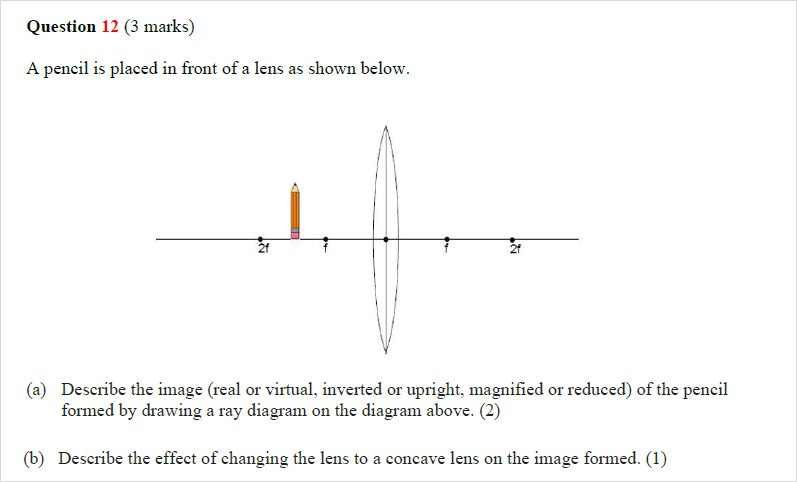 Question 12 (3 marks)
A pencil is placed in front of a lens as shown below.
2f f f 2f
(a) Describe the image (real or virtual, inverted or upright, magnified or reduced) of the pencil
formed by drawing a ray diagram on the diagram above. (2)
(b) Describe the effect of changing the lens to a concave lens on the image formed. (1)